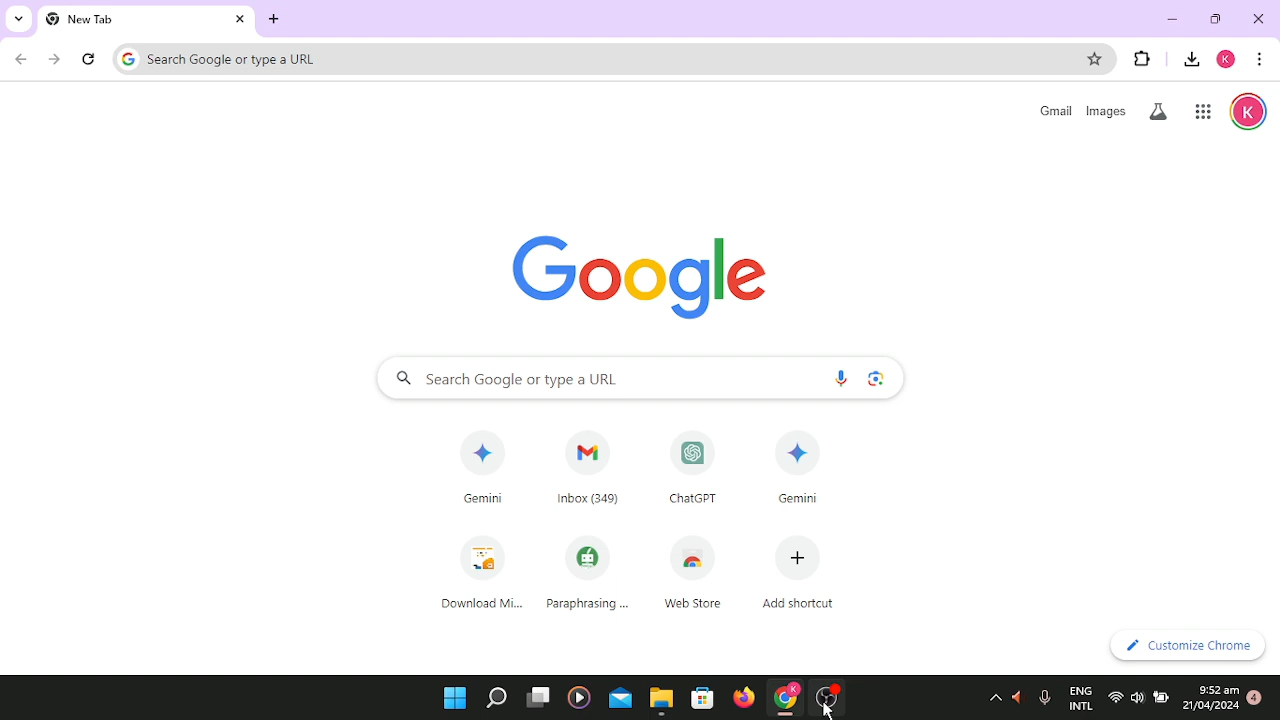 New Tab
Search Google or type a URL
K
Gmail Images
K
Google
Search Google or type a URL
Gemini
Inbox (349)
ChatGPT
Gemini
Download Mi...
Paraphrasing ...
Web Store
Add shortcut
Customize Chrome
K
ENG
INTL
9:52 am
21/04/2024
4